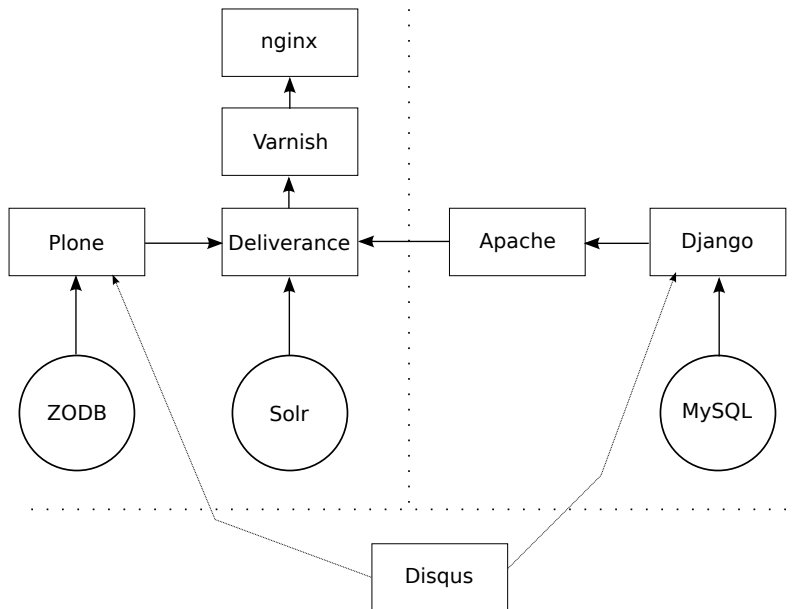 nginx
Varnish
Plone
Deliverance
Apache
Django
ZODB
Solr
MySQL
Disqus